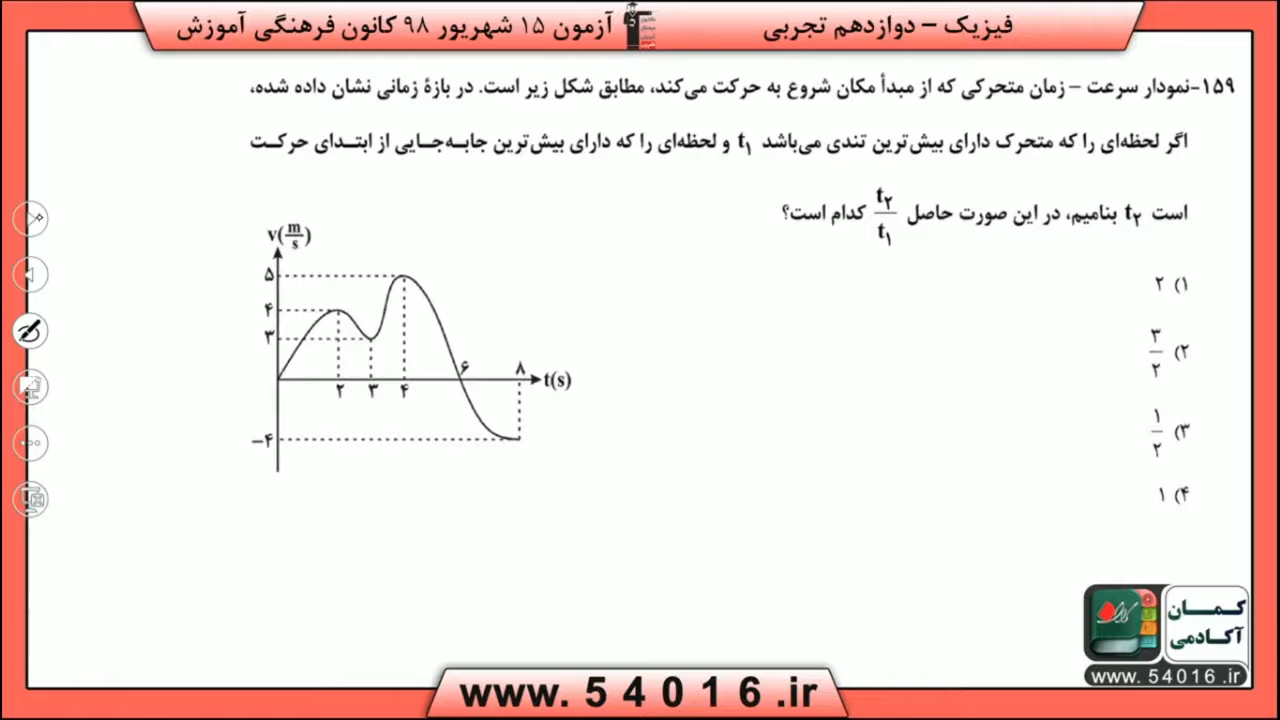 فیزیک – دوازدهم تجربی
آزمون ۱۵ شهریور ۹۸ کانون فرهنگی آموزش
۱۵۹-نمودار سرعت – زمان متحرکی که از مبدأ مکان شروع به حرکت می‌کند، مطابق شکل زیر است. در بازهٔ زمانی نشان داده شده،
اگر لحظه‌ای را که متحرک دارای بیش‌ترین تندی می‌باشد t₁ و لحظه‌ای را که دارای بیش‌ترین جابه‌جایی از ابتدای حرکت
است t₂ بنامیم، در این صورت حاصل t₂/t₁ کدام است؟
۱) ۲
۲) ۳/۲
۳) ۱/۲
۴) ۱
v(m/s)
۵
۴
۳
-۴
۲ ۳ ۴ ۶ ۸
t(s)
کمان
آکادمی
www. 54016 .ir
www. 5 4 0 1 6 .ir